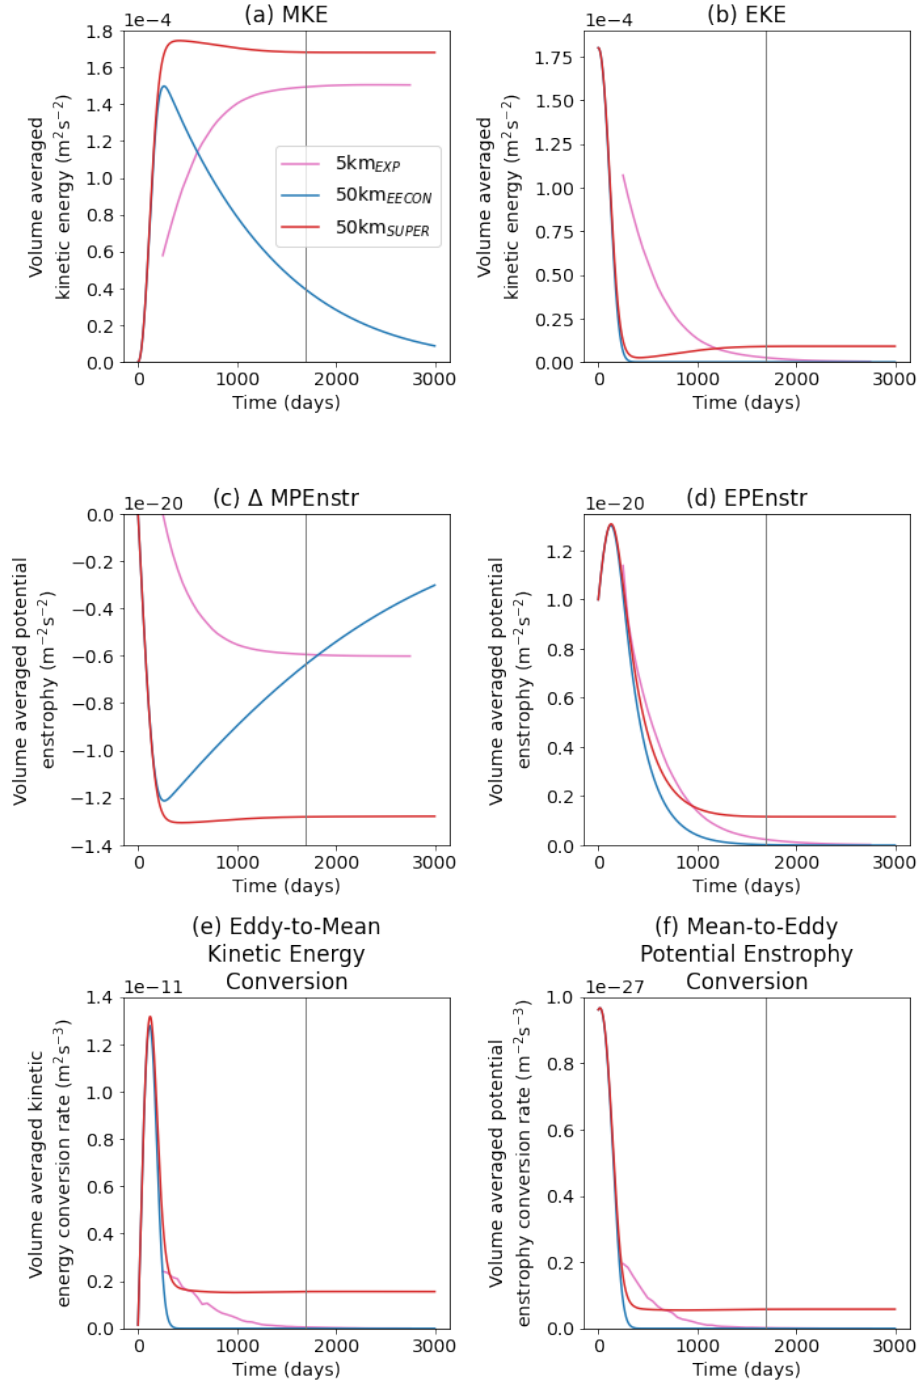 (a) MKE
1e−4
1.8
1.6
1.4
1.2
1.0
0.8
0.6
0.4
0.2
0.0
Volume averaged
kinetic energy (m²s⁻²)
5km_EXP
50km_EECON
50km_SUPER
0 1000 2000 3000
Time (days)
(b) EKE
1e−4
1.75
1.50
1.25
1.00
0.75
0.50
0.25
0.00
Volume averaged
kinetic energy (m²s⁻²)
0 1000 2000 3000
Time (days)
(c) Δ MPEnstr
1e−20
0.0
−0.2
−0.4
−0.6
−0.8
−1.0
−1.2
−1.4
Volume averaged potential
enstrophy (m⁻²s⁻²)
0 1000 2000 3000
Time (days)
(d) EPEnstr
1e−20
1.2
1.0
0.8
0.6
0.4
0.2
0.0
Volume averaged potential
enstrophy (m⁻²s⁻²)
0 1000 2000 3000
Time (days)
(e) Eddy-to-Mean
Kinetic Energy
Conversion
1e−11
1.4
1.2
1.0
0.8
0.6
0.4
0.2
0.0
Volume averaged kinetic
energy conversion rate (m²s⁻³)
0 1000 2000 3000
Time (days)
(f) Mean-to-Eddy
Potential Enstrophy
Conversion
1e−27
1.0
0.8
0.6
0.4
0.2
0.0
Volume averaged potential
enstrophy conversion rate (m⁻²s⁻³)
0 1000 2000 3000
Time (days)